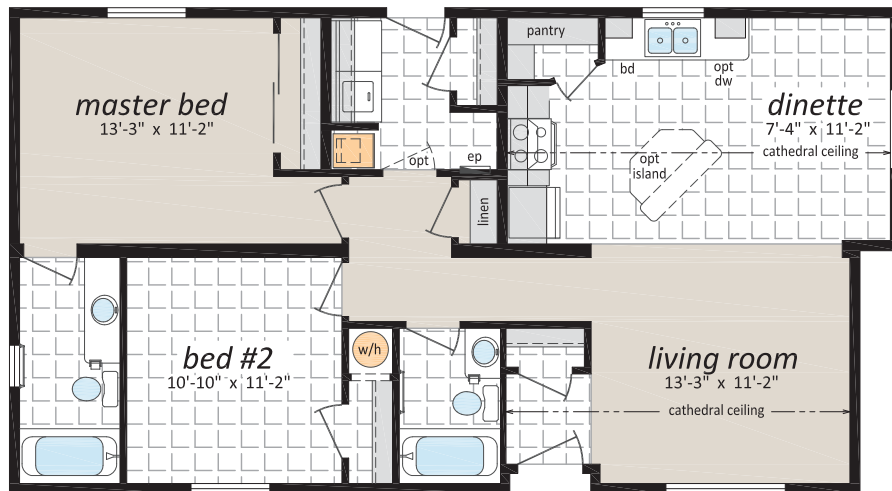 pantry
bd
opt
dw
master bed
13'-3" x 11'-2"
dinette
7'-4" x 11'-2"
cathedral ceiling
opt
ep
opt
island
linen
bed #2
10'-10" x 11'-2"
w/h
living room
13'-3" x 11'-2"
cathedral ceiling